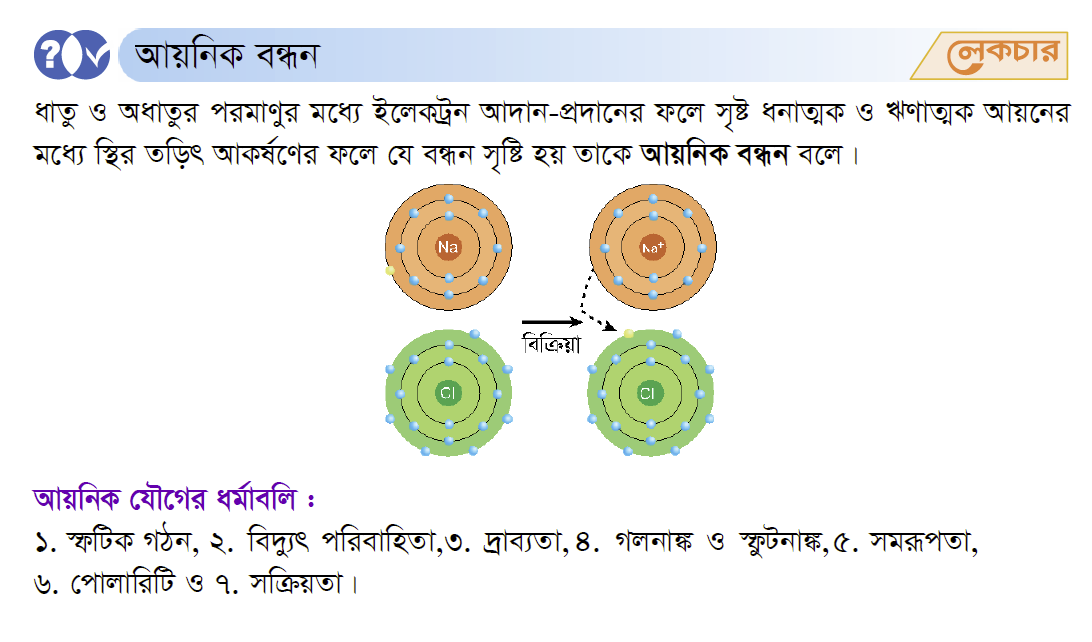 আয়নিক বন্ধন
লেকচার
ধাতু ও অধাতুর পরমাণুর মধ্যে ইলেকট্রন আদান-প্রদানের ফলে সৃষ্ট ধনাত্মক ও ঋণাত্মক আয়নের
মধ্যে স্থির তড়িৎ আকর্ষণের ফলে যে বন্ধন সৃষ্টি হয় তাকে আয়নিক বন্ধন বলে।
Na
Na⁺
বিক্রিয়া
Cl
Cl
আয়নিক যৌগের ধর্মাবলি :
১. স্ফটিক গঠন, ২. বিদ্যুৎ পরিবাহিতা,৩. দ্রাব্যতা, ৪. গলনাঙ্ক ও স্ফুটনাঙ্ক, ৫. সমরূপতা,
৬. পোলারিটি ও ৭. সক্রিয়তা।